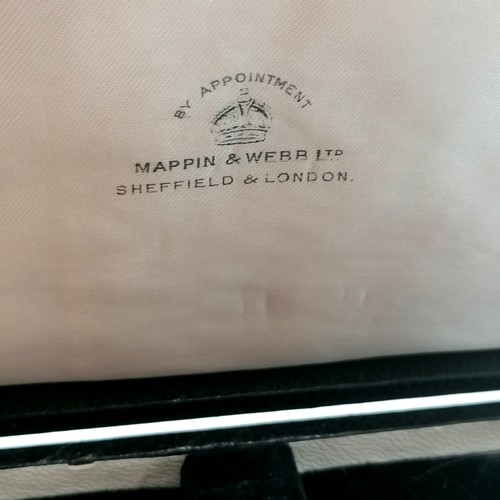 BY APPOINTMENT
MAPPIN & WEBB LTD
SHEFFIELD & LONDON.